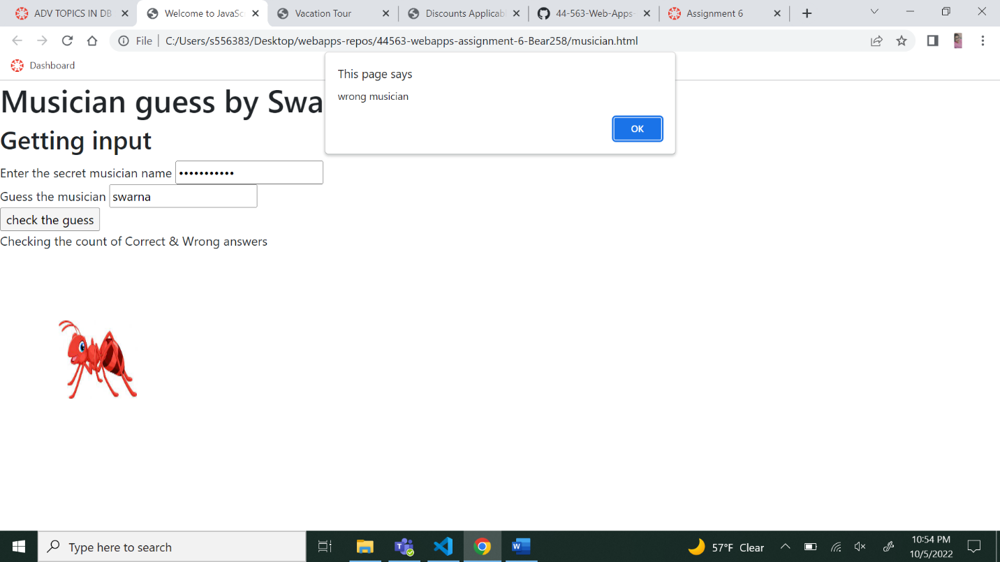 ADV TOPICS IN DB
Welcome to JavaSc
Vacation Tour
Discounts Applicab
44-563-Web-Apps-
Assignment 6
File
C:/Users/s556383/Desktop/webapps-repos/44563-webapps-assignment-6-Bear258/musician.html
Dashboard
This page says
wrong musician
OK
Musician guess by Swa
Getting input
Enter the secret musician name •••••••••••
Guess the musician swarna
check the guess
Checking the count of Correct & Wrong answers
Type here to search
57°F Clear
10:54 PM
10/5/2022